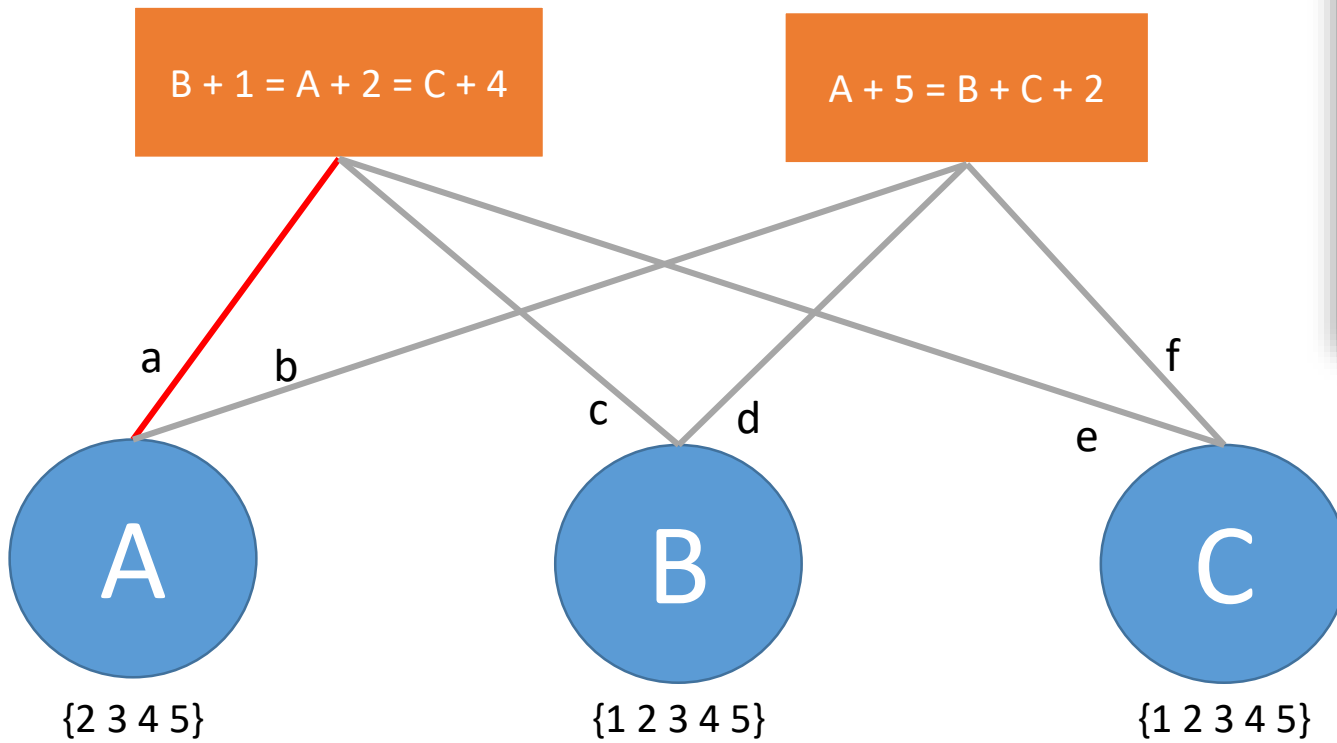 B + 1 = A + 2 = C + 4
A + 5 = B + C + 2
a
b
c
d
e
f
A
B
C
{2 3 4 5}
{1 2 3 4 5}
{1 2 3 4 5}